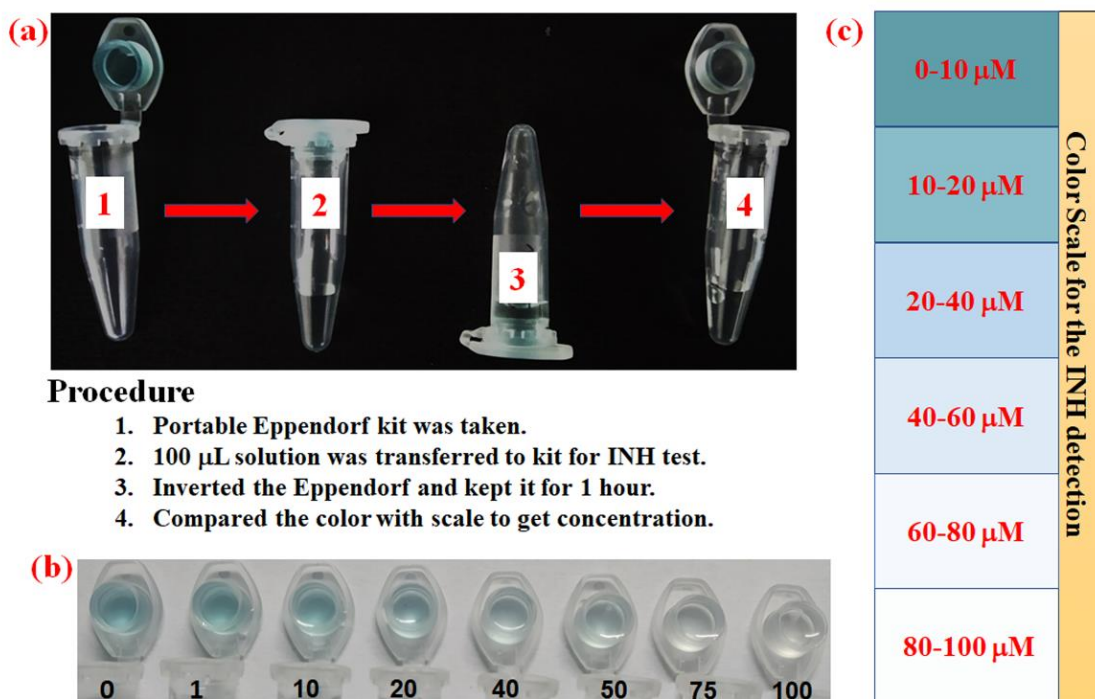 (a)
1
2
3
4
Procedure
1. Portable Eppendorf kit was taken.
2. 100 μL solution was transferred to kit for INH test.
3. Inverted the Eppendorf and kept it for 1 hour.
4. Compared the color with scale to get concentration.
(b)
0 1 10 20 40 50 75 100
(c)
0-10 μM
10-20 μM
20-40 μM
40-60 μM
60-80 μM
80-100 μM
Color Scale for the INH detection